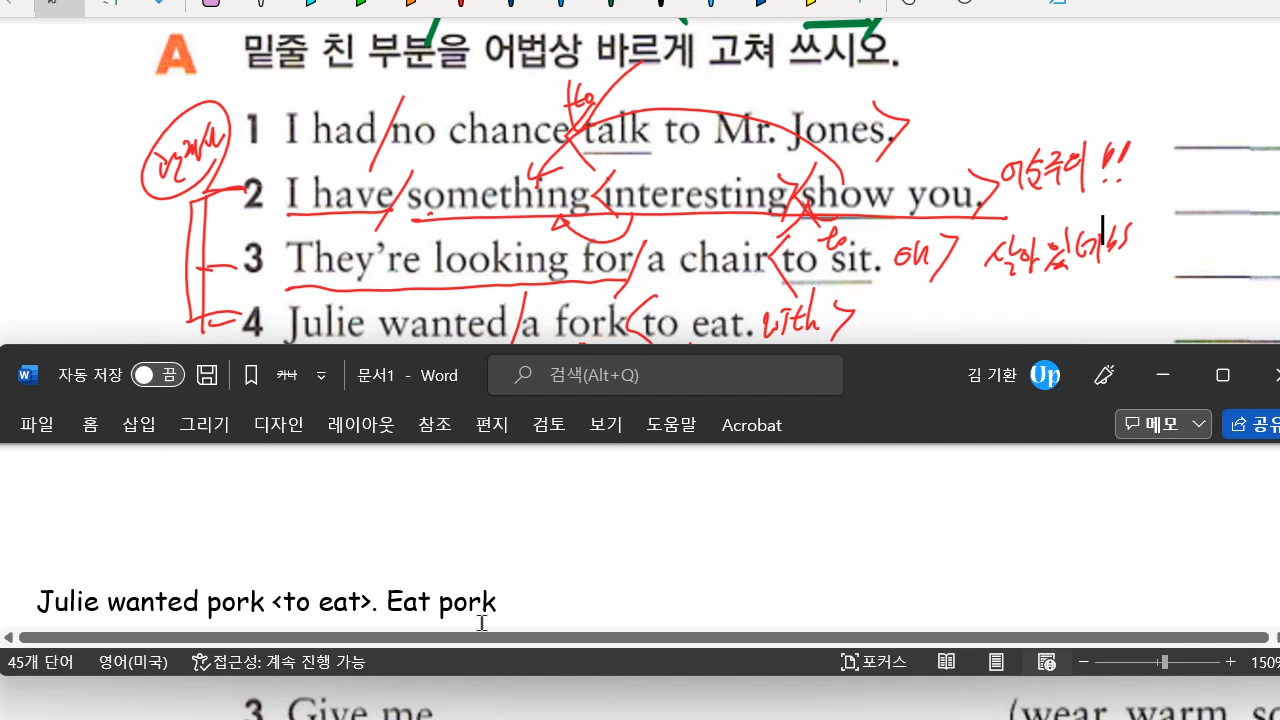 A 밑줄 친 부분을 어법상 바르게 고쳐 쓰시오.
to
1 I had no chance talk to Mr. Jones.
2 I have something interesting show you. 어순주의!!
to
3 They're looking for a chair to sit. on
4 Julie wanted a fork to eat. with
자동 저장 끔 가나 문서1 - Word 검색(Alt+Q) 김 기환 Up
파일 홈 삽입 그리기 디자인 레이아웃 참조 편지 검토 보기 도움말 Acrobat 메모 공유
Julie wanted pork <to eat>. Eat pork
45개 단어 영어(미국) 접근성: 계속 진행 가능 포커스 150%
3 Give me (wear, warm, so